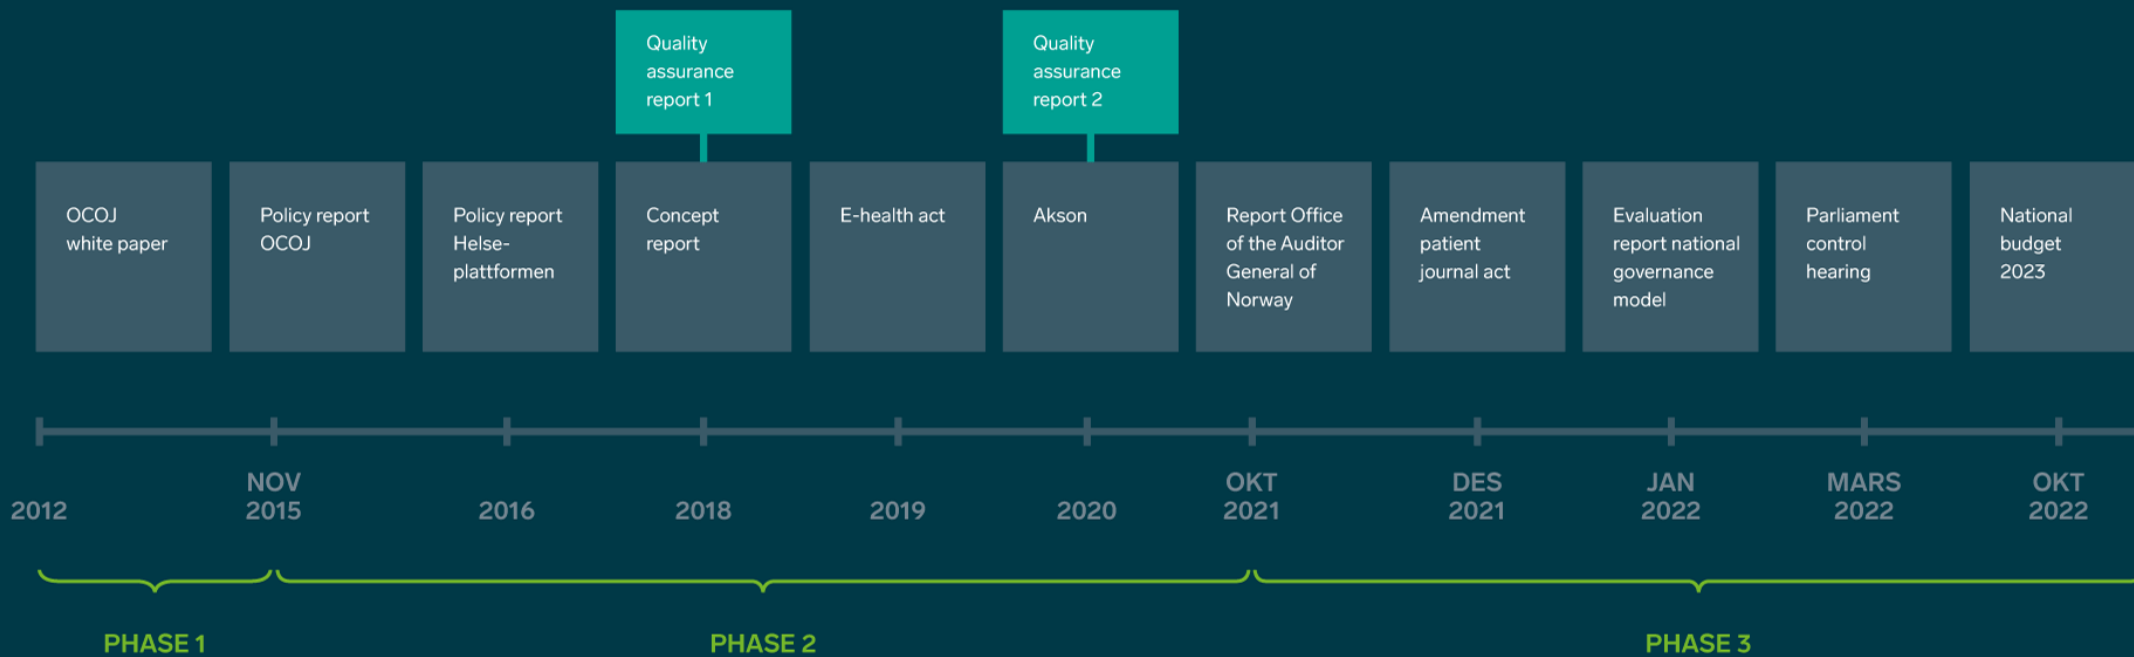 Quality
assurance
report 1
Quality
assurance
report 2
OCOJ
white paper
Policy report
OCOJ
Policy report
Helse-
plattformen
Concept
report
E-health act
Akson
Report Office
of the Auditor
General of
Norway
Amendment
patient
journal act
Evaluation
report national
governance
model
Parliament
control
hearing
National
budget
2023
2012
NOV
2015
2016
2018
2019
2020
OKT
2021
DES
2021
JAN
2022
MARS
2022
OKT
2022
PHASE 1
PHASE 2
PHASE 3